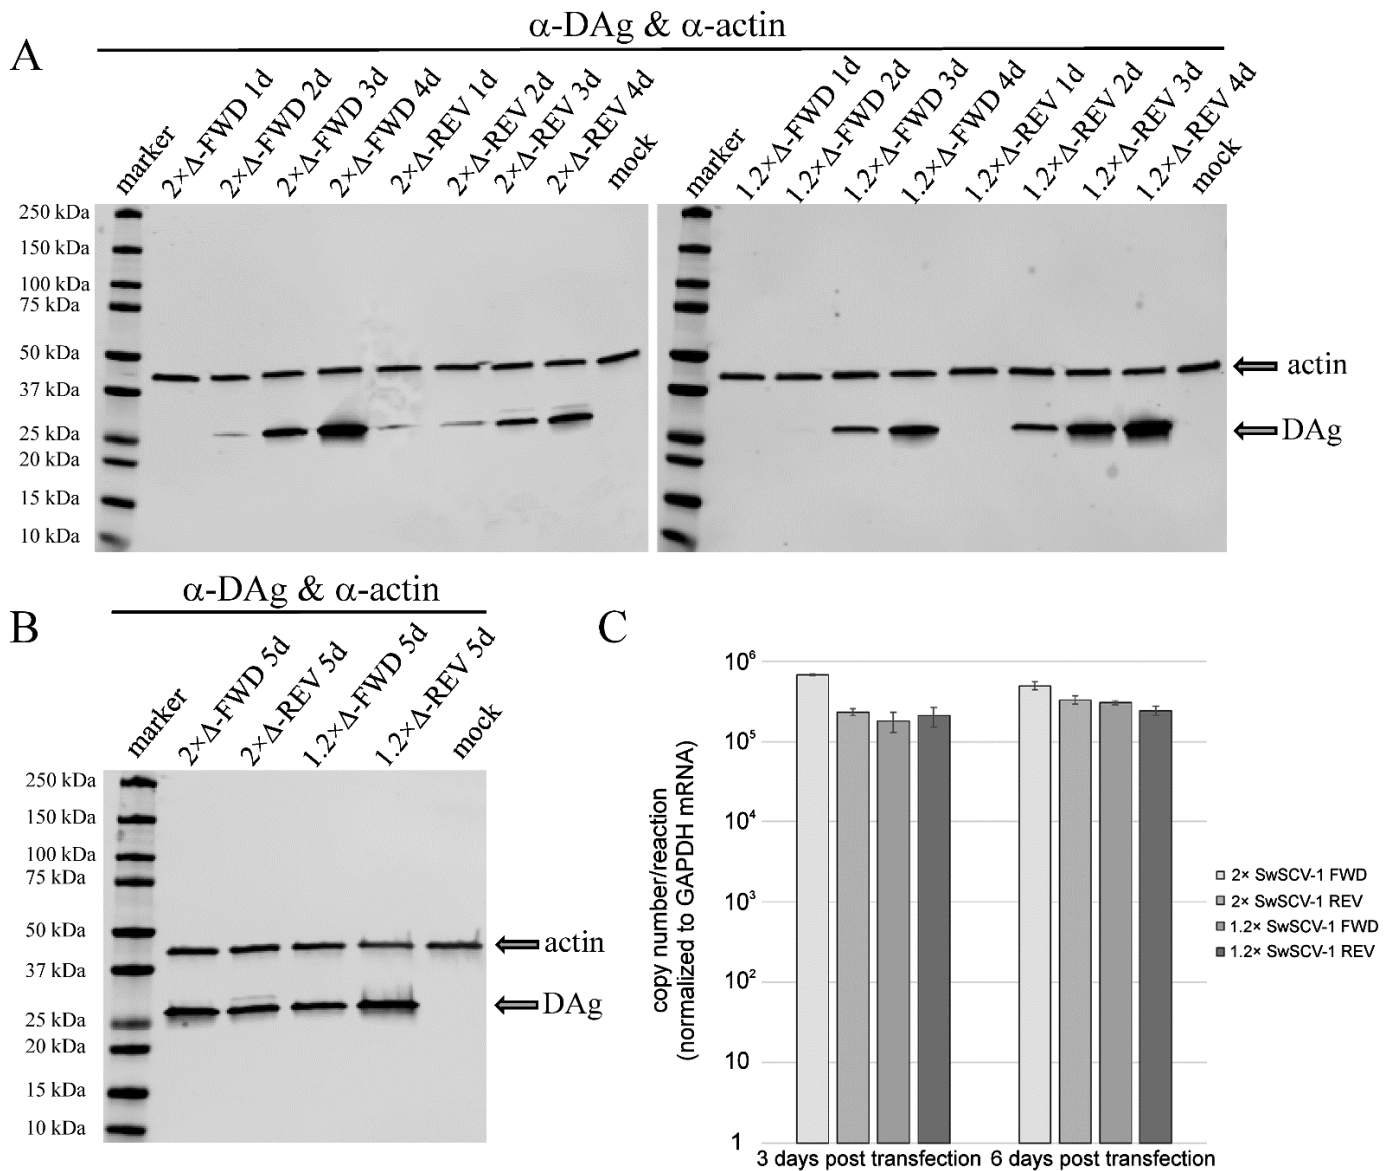 A
α-DAg & α-actin
marker
2×Δ-FWD 1d
2×Δ-FWD 2d
2×Δ-FWD 3d
2×Δ-FWD 4d
2×Δ-REV 1d
2×Δ-REV 2d
2×Δ-REV 3d
2×Δ-REV 4d
mock
marker
1.2×Δ-FWD 1d
1.2×Δ-FWD 2d
1.2×Δ-FWD 3d
1.2×Δ-FWD 4d
1.2×Δ-REV 1d
1.2×Δ-REV 2d
1.2×Δ-REV 3d
1.2×Δ-REV 4d
mock
250 kDa
150 kDa
100 kDa
75 kDa
50 kDa
37 kDa
25 kDa
20 kDa
15 kDa
10 kDa
actin
DAg
B
α-DAg & α-actin
marker
2×Δ-FWD 5d
2×Δ-REV 5d
1.2×Δ-FWD 5d
1.2×Δ-REV 5d
mock
250 kDa
150 kDa
100 kDa
75 kDa
50 kDa
37 kDa
25 kDa
20 kDa
15 kDa
10 kDa
actin
DAg
C
copy number/reaction
(normalized to GAPDH mRNA)
10⁶
10⁵
10⁴
10³
10²
10
1
3 days post transfection
6 days post transfection
2× SwSCV-1 FWD
2× SwSCV-1 REV
1.2× SwSCV-1 FWD
1.2× SwSCV-1 REV